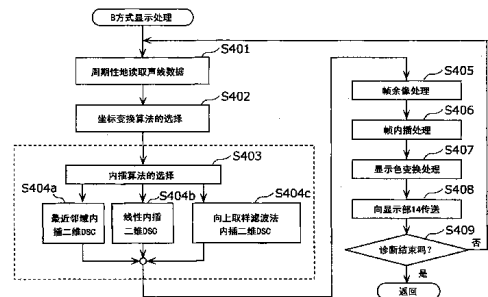 B方式显示处理
S401
周期性地读取声线数据
S402
坐标变换算法的选择
S403
内插算法的选择
S404a
最近邻域内
插二维DSC
S404b
线性内插
二维DSC
S404c
向上取样滤波法
内插二维DSC
S405
帧余像处理
S406
帧内插处理
S407
显示色变换处理
S408
向显示部14传送
S409
诊断结束吗?
否
是
返回